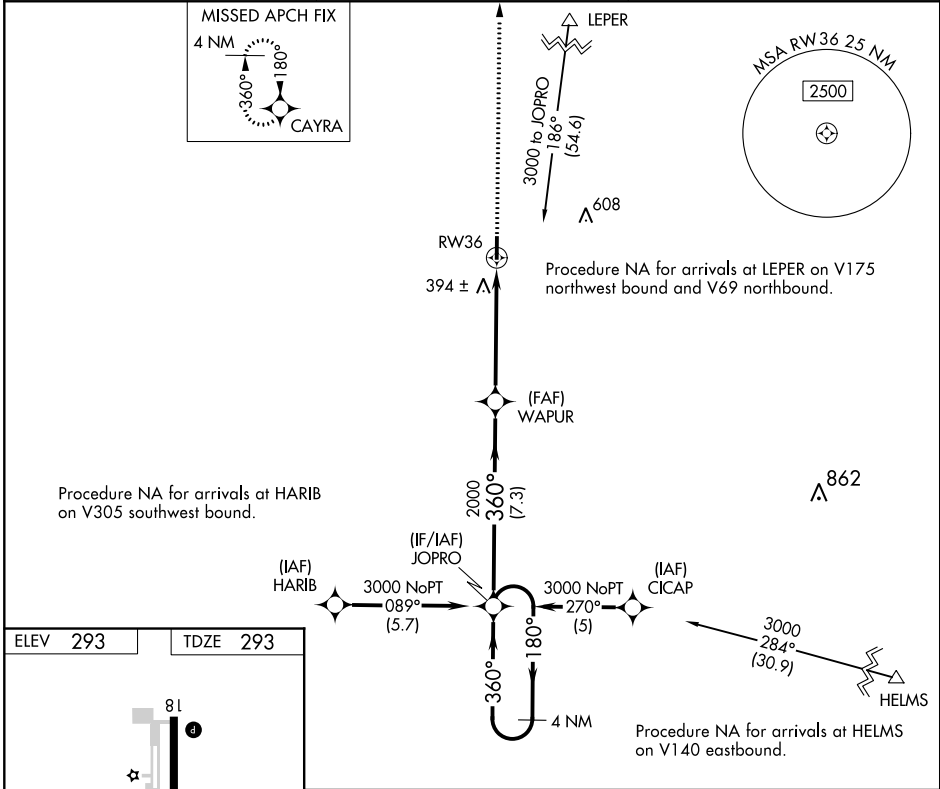 MISSED APCH FIX
4 NM
360°
180°
CAYRA
LEPER
3000 to JOPRO
186°
(54.6)
MSA RW36 25 NM
2500
608
RW36
394 ±
Procedure NA for arrivals at LEPER on V175
northwest bound and V69 northbound.
(FAF)
WAPUR
862
2000
360°
(7.3)
Procedure NA for arrivals at HARIB
on V305 southwest bound.
(IF/IAF)
JOPRO
(IAF)
HARIB
3000 NoPT
089°
(5.7)
3000 NoPT
270°
(5)
(IAF)
CICAP
3000
284°
(30.9)
HELMS
360°
180°
4 NM
Procedure NA for arrivals at HELMS
on V140 eastbound.
ELEV 293
TDZE 293
18
P